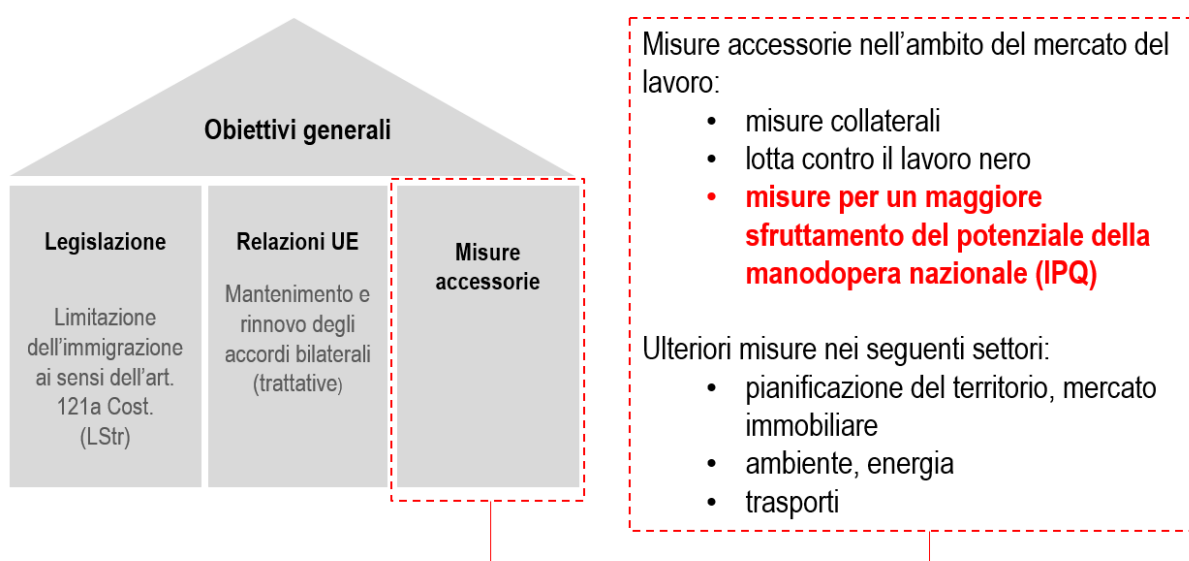 Obiettivi generali
Legislazione
Limitazione
dell'immigrazione
ai sensi dell'art.
121a Cost.
(LStr)
Relazioni UE
Mantenimento e
rinnovo degli
accordi bilaterali
(trattative)
Misure
accessorie
Misure accessorie nell'ambito del mercato del
lavoro:
• misure collaterali
• lotta contro il lavoro nero
• misure per un maggiore
sfruttamento del potenziale della
manodopera nazionale (IPQ)
Ulteriori misure nei seguenti settori:
• pianificazione del territorio, mercato
immobiliare
• ambiente, energia
• trasporti